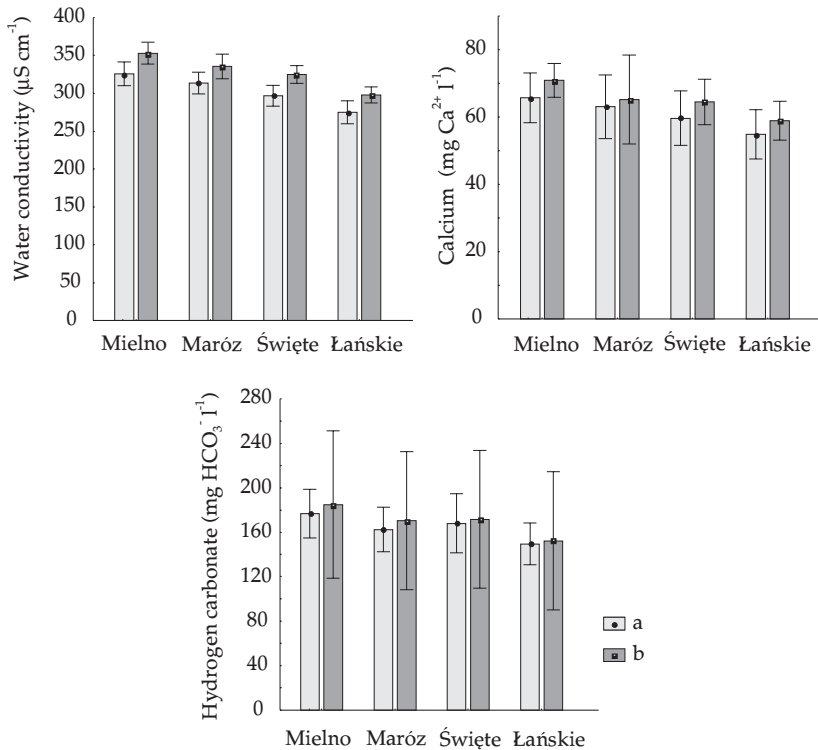 Water conductivity (µS cm⁻¹)
400
350
300
250
200
150
100
50
0
Mielno Maróz Święte Łańskie
Calcium (mg Ca²⁺ l⁻¹)
80
60
40
20
0
Mielno Maróz Święte Łańskie
Hydrogen carbonate (mg HCO₃⁻ l⁻¹)
280
240
200
160
120
80
40
0
Mielno Maróz Święte Łańskie
a
b